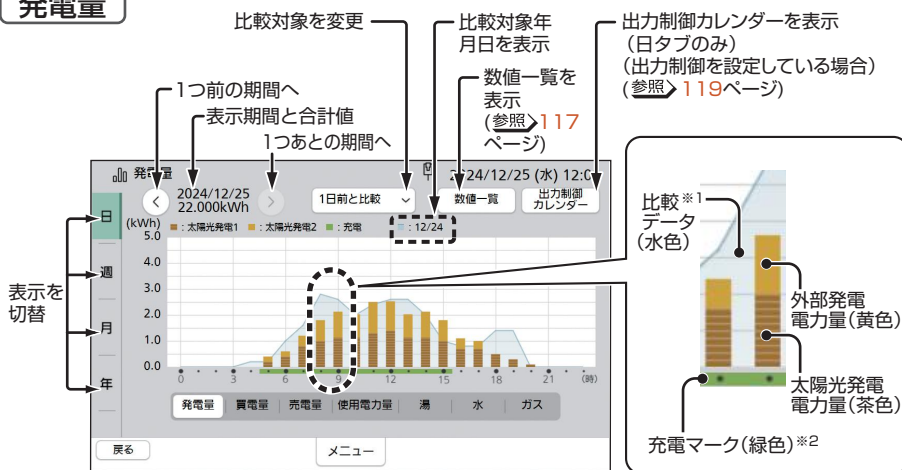 発電量
比較対象を変更
比較対象年
月日を表示
出力制御カレンダーを表示
(日タブのみ)
(出力制御を設定している場合)
(参照 119ページ)
数値一覧を
表示
(参照 117
ページ)
1つ前の期間へ
表示期間と合計値
1つあとの期間へ
発電量
2024/12/25
22.000kWh
1日前と比較
数値一覧
出力制御
カレンダー
(kWh)
:太陽光発電1 :太陽光発電2 :充電 :12/24
日
週
月
年
表示を
切替
5.0
4.0
3.0
2.0
1.0
0.0
0 3 6 9 12 15 18 21 (時)
発電量 買電量 売電量 使用電力量 湯 水 ガス
戻る
メニュー
比較※1
データ
(水色)
外部発電
電力量(黄色)
太陽光発電
電力量(茶色)
充電マーク(緑色)※2